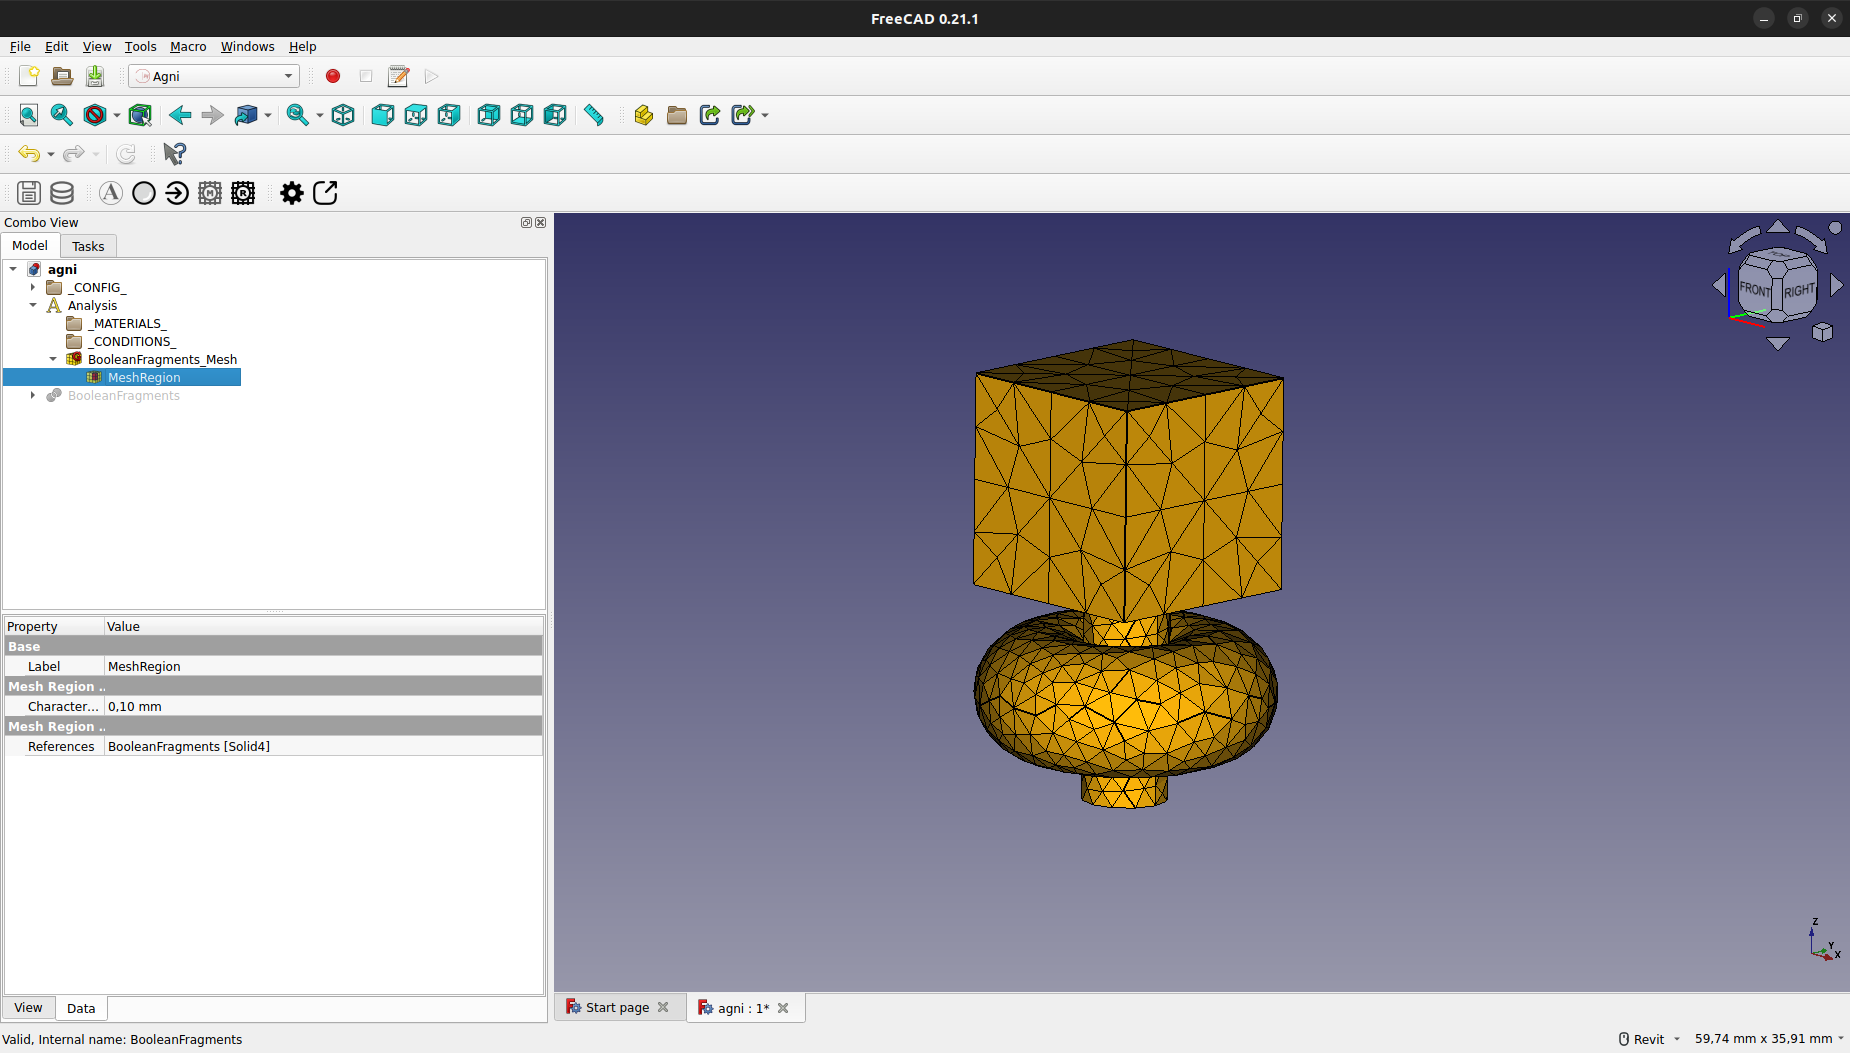 FreeCAD 0.21.1
File Edit View Tools Macro Windows Help
Agni
Combo View
Model Tasks
agni
_CONFIG_
Analysis
_MATERIALS_
_CONDITIONS_
BooleanFragments_Mesh
MeshRegion
BooleanFragments
Property Value
Base
Label MeshRegion
Mesh Region ..
Character... 0,10 mm
Mesh Region ..
References BooleanFragments [Solid4]
View Data
TOP
FRONT RIGHT
Z
Y
X
Start page agni : 1*
Valid, Internal name: BooleanFragments
Revit 59,74 mm x 35,91 mm